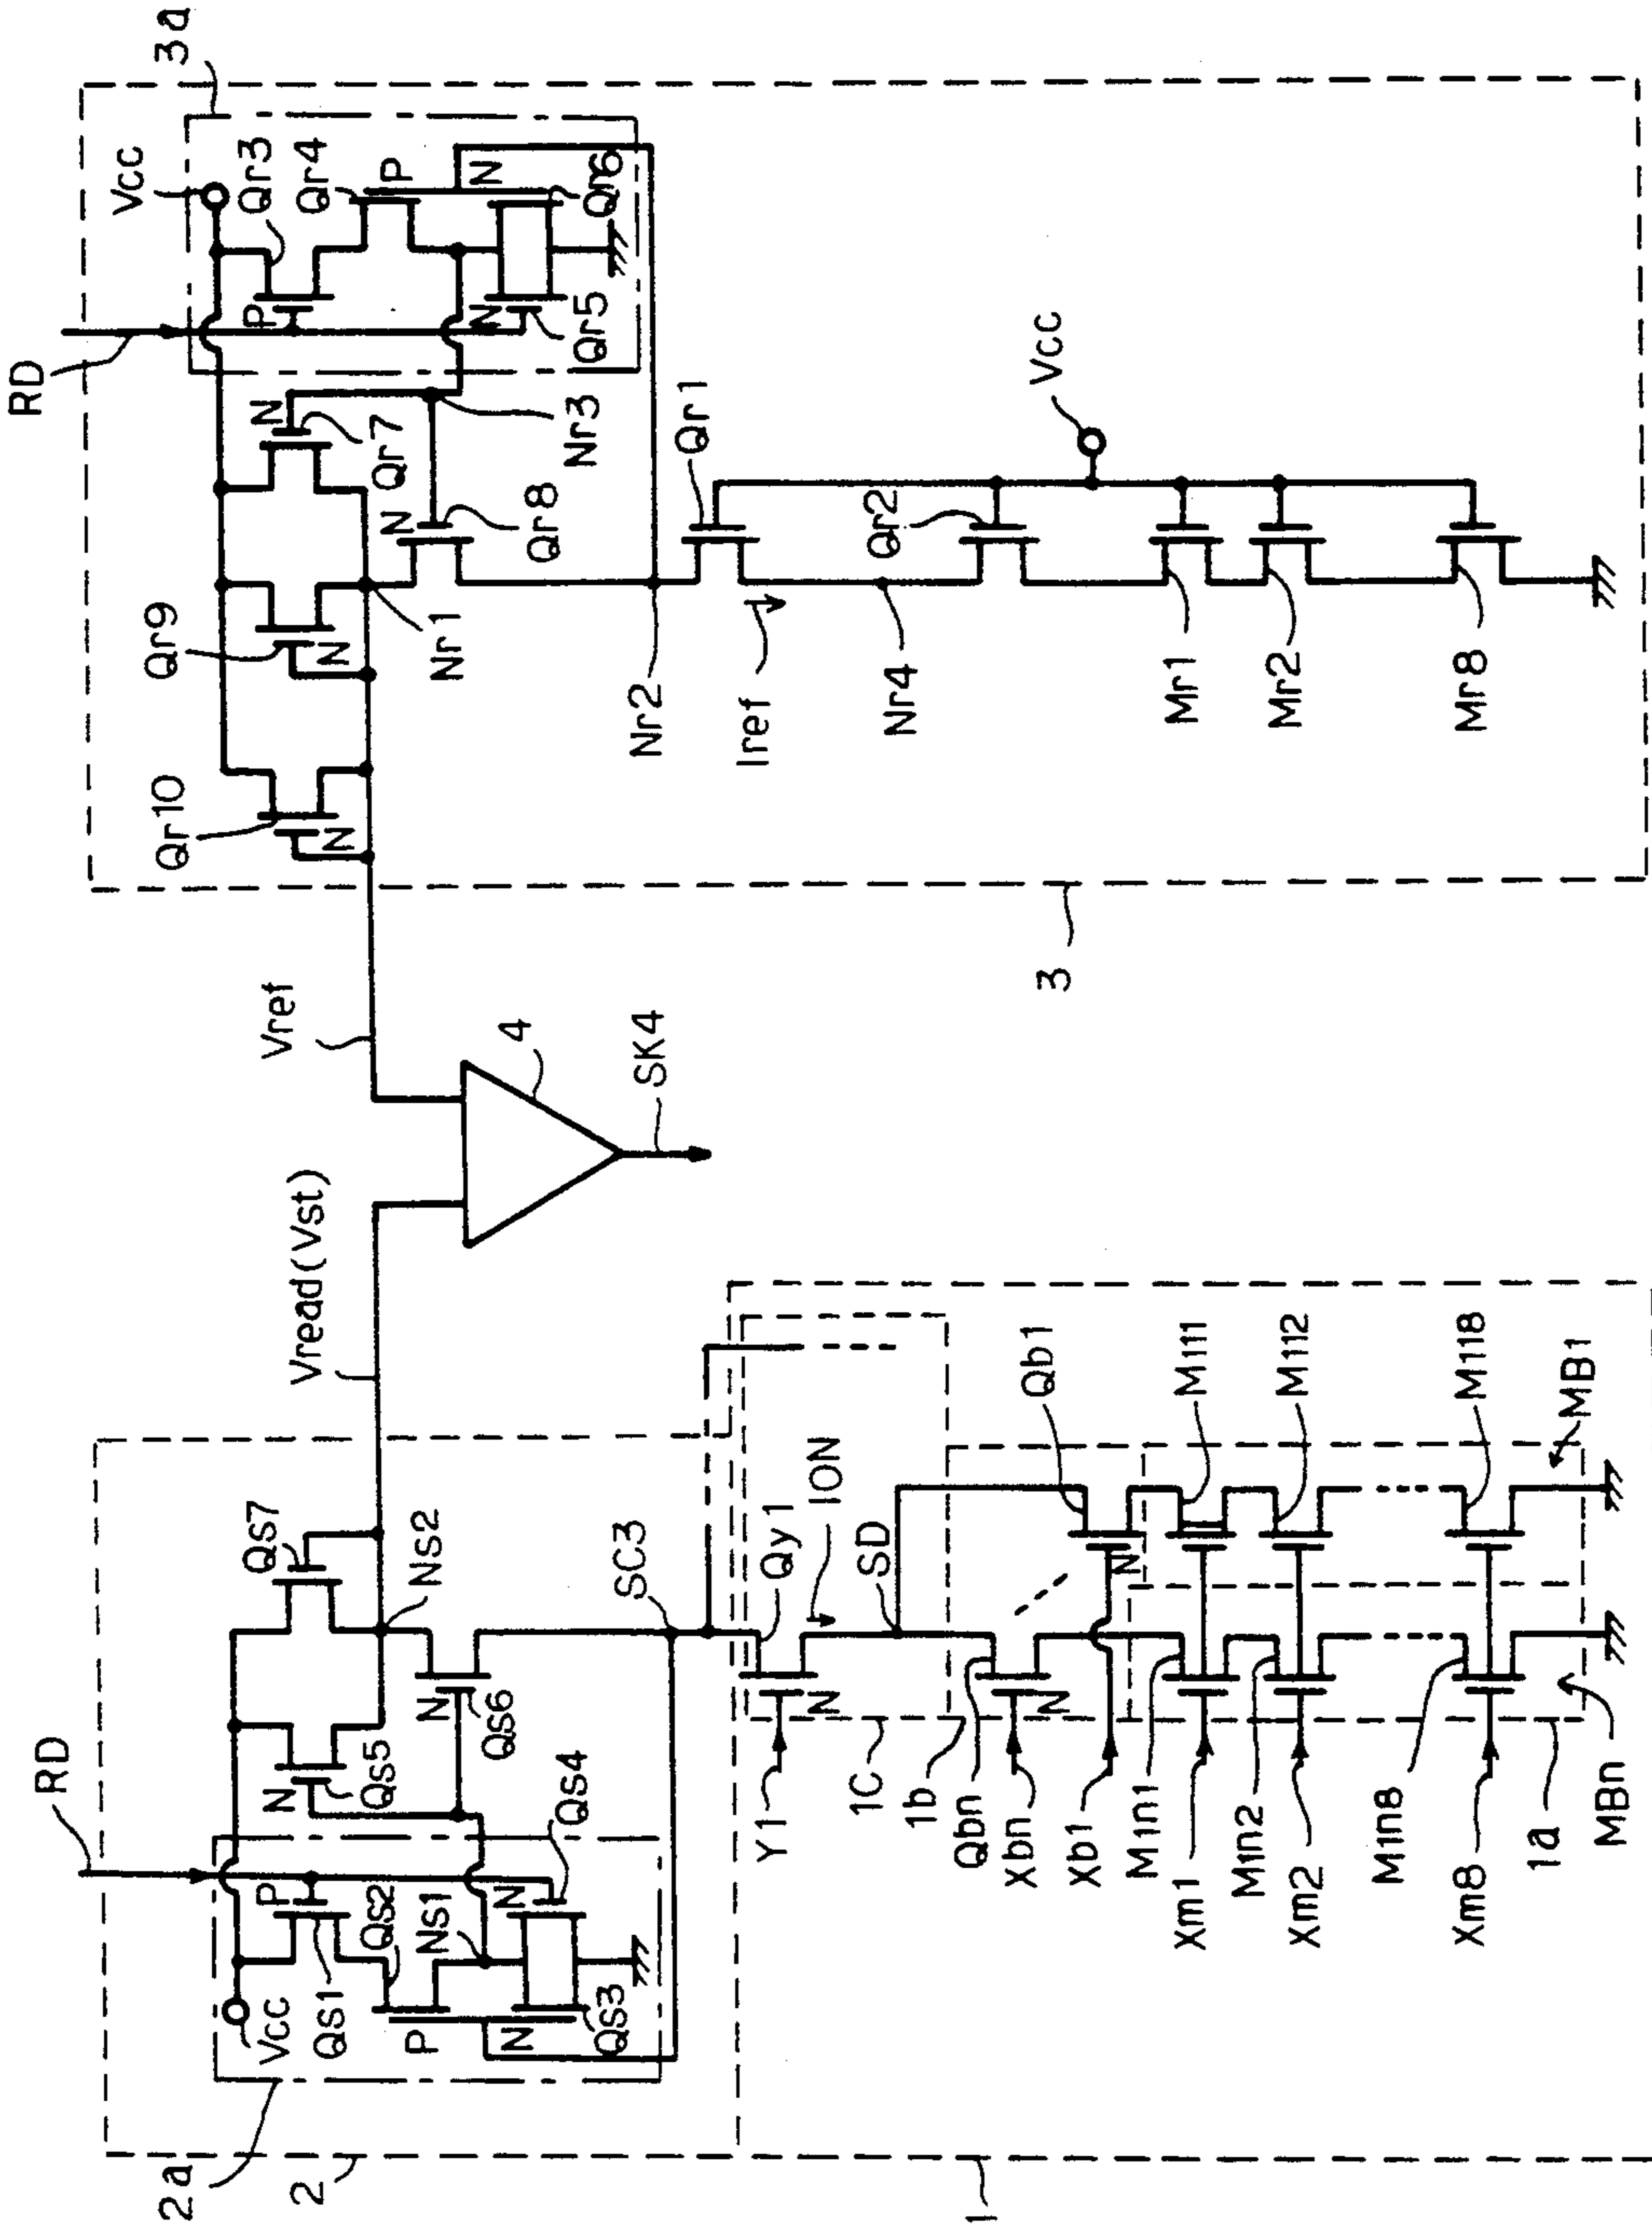 RD
2a
2
Vcc
Qs1
P
Qs2
P
Ns1
N
Qs3
N
Qs4
N
Qs5
Qs7
Ns2
N
Qs6
SC3
Vread(Vst)
Vref
4
SK4
RD
3a
Vcc
Qr3
P
Qr4
P
N
Qr5
N
Qr6
N
Qr7
Nr3
Qr9
N
Qr10
N
Nr1
N
Qr8
Nr2
Qr1
Iref
Nr4
Qr2
Vcc
Mr1
Mr2
Mr8
3
1
Y1
N
Qy1
ION
1C
SD
1b
Qbn
Xbn
N
Qb1
Xb1
N
M1n1
Xm1
M111
M1n2
Xm2
M112
M1n8
Xm8
M118
1a
MBn
MB1